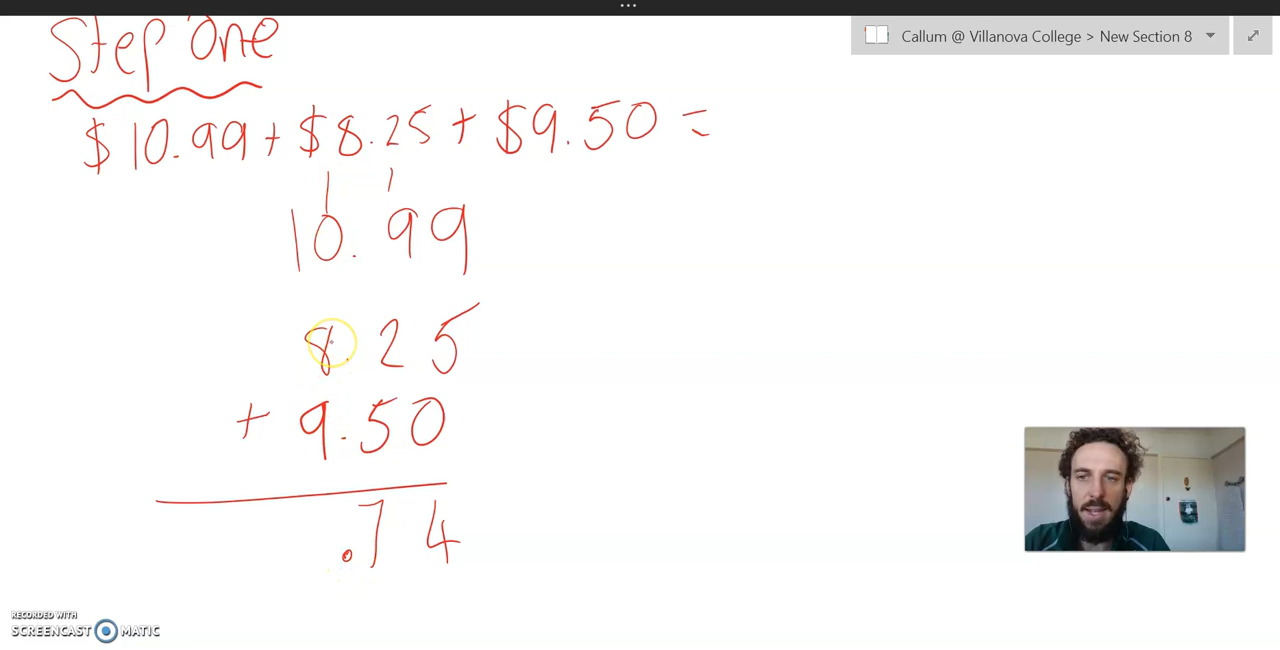 ...
Callum @ Villanova College > New Section 8
Step One
$10.99 + $8.25 + $9.50 =
1 1
10.99
8.25
+ 9.50
.74
RECORDED WITH
SCREENCAST MATIC